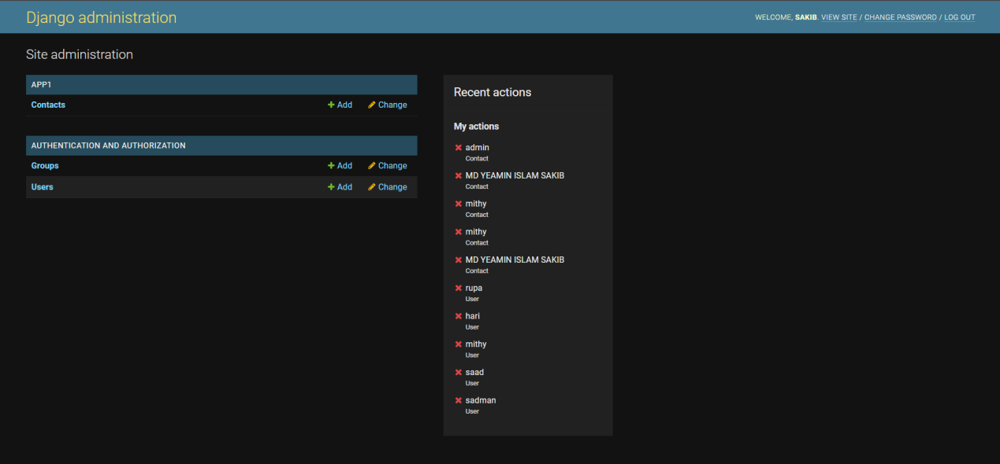 Django administration
WELCOME, SAKIB. VIEW SITE / CHANGE PASSWORD / LOG OUT
Site administration
APP1
Contacts Add Change
AUTHENTICATION AND AUTHORIZATION
Groups Add Change
Users Add Change
Recent actions
My actions
admin
Contact
MD YEAMIN ISLAM SAKIB
Contact
mithy
Contact
mithy
Contact
MD YEAMIN ISLAM SAKIB
Contact
rupa
User
hari
User
mithy
User
saad
User
sadman
User